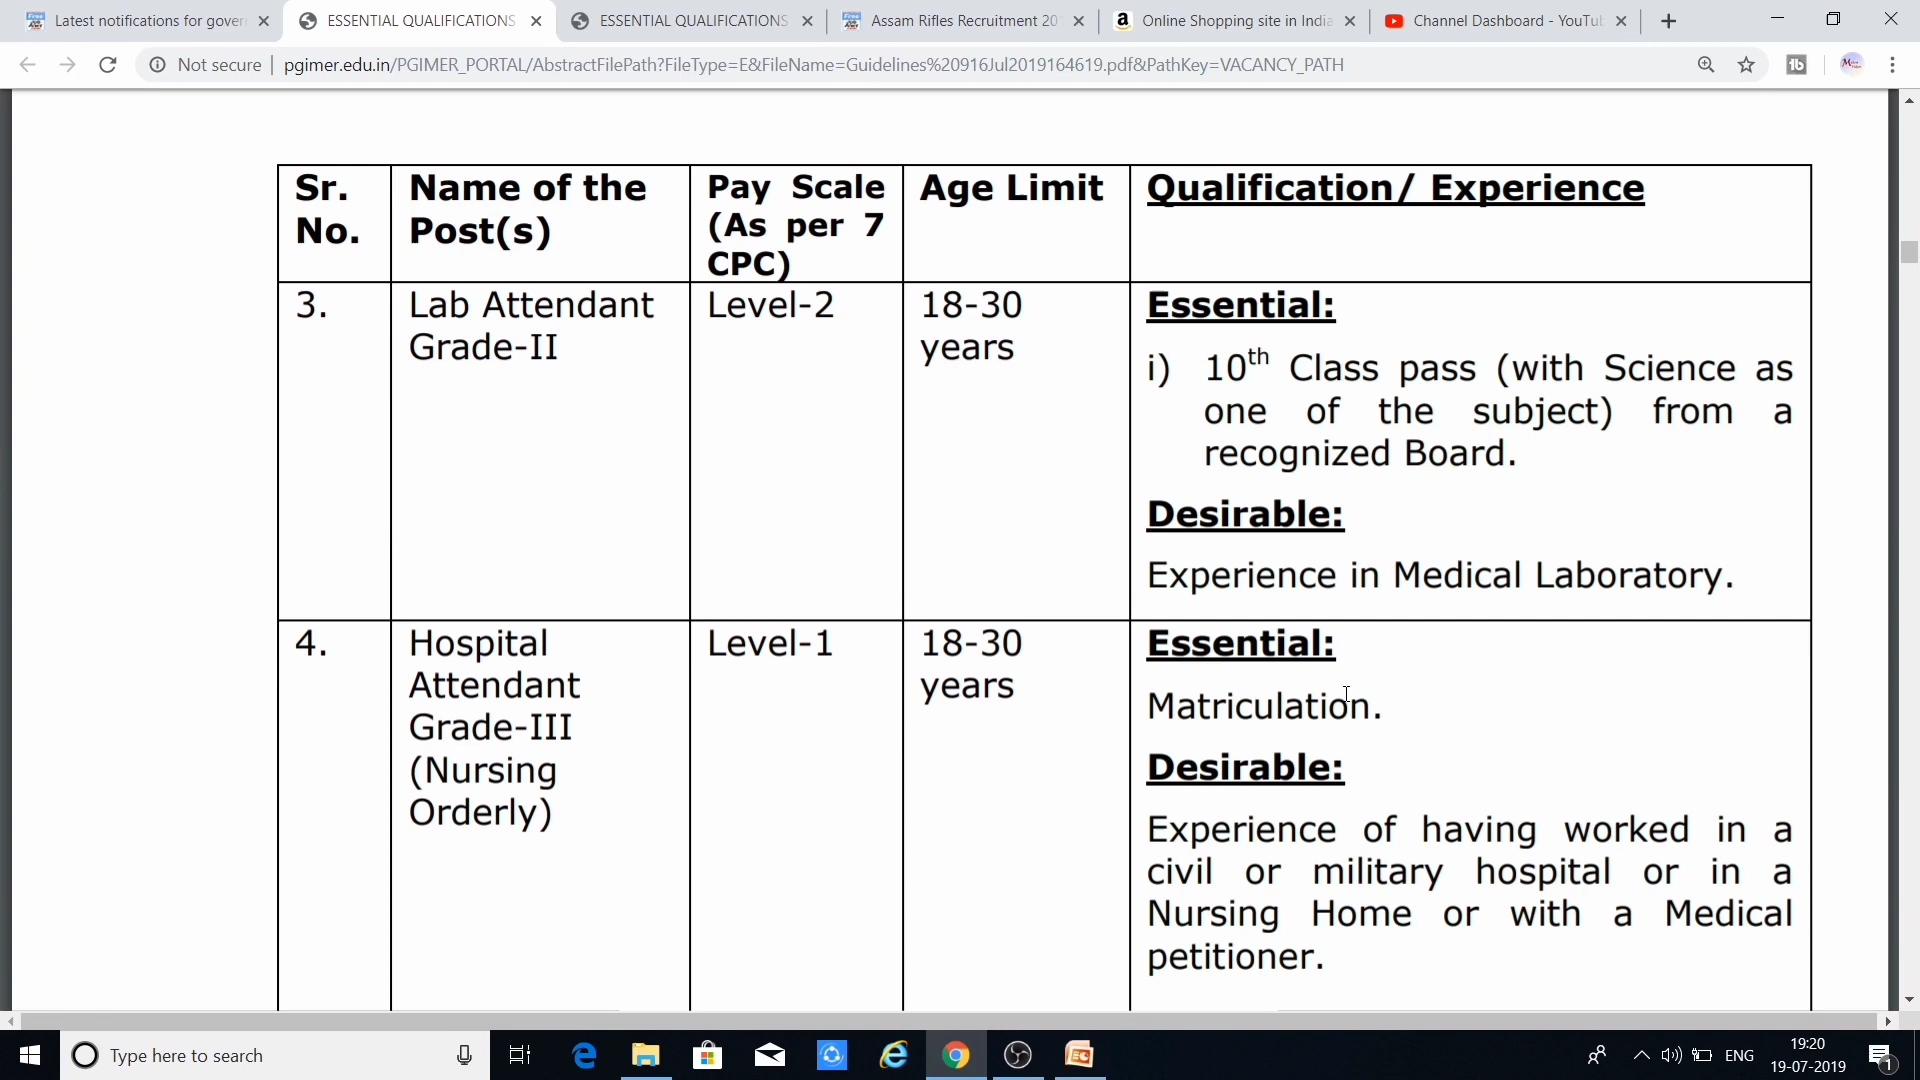 Latest notifications for gover
ESSENTIAL QUALIFICATIONS
ESSENTIAL QUALIFICATIONS
Assam Rifles Recruitment 20
Online Shopping site in India
Channel Dashboard - YouTu
Not secure
pgimer.edu.in/PGIMER_PORTAL/AbstractFilePath?FileType=E&FileName=Guidelines%20916Jul2019164619.pdf&PathKey=VACANCY_PATH
Sr.
No.
Name of the
Post(s)
Pay Scale
(As per 7
CPC)
Age Limit
Qualification/ Experience
3.
Lab Attendant
Grade-II
Level-2
18-30
years
Essential:
i) 10th Class pass (with Science as
one of the subject) from a
recognized Board.
Desirable:
Experience in Medical Laboratory.
4.
Hospital
Attendant
Grade-III
(Nursing
Orderly)
Level-1
18-30
years
Essential:
Matriculation.
Desirable:
Experience of having worked in a
civil or military hospital or in a
Nursing Home or with a Medical
petitioner.
Type here to search
ENG
19:20
19-07-2019
1